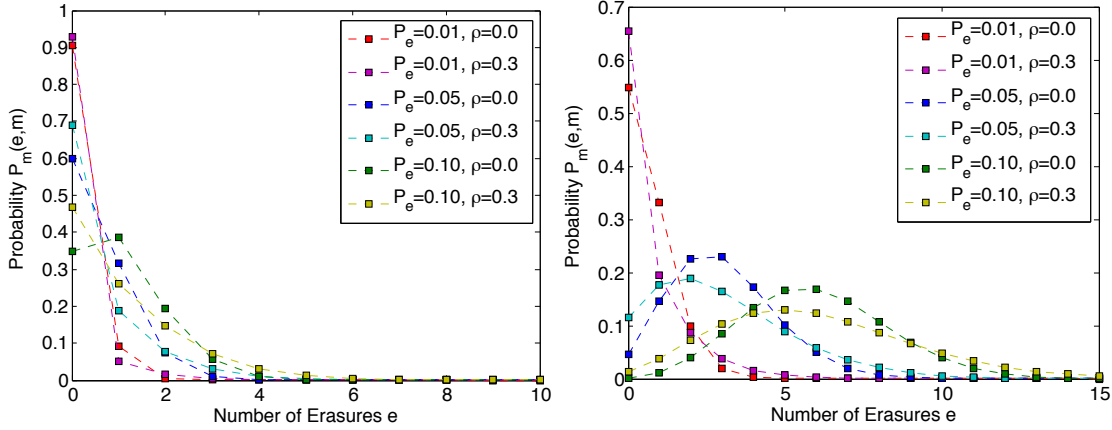 1
0.9
0.8
0.7
0.6
0.5
0.4
0.3
0.2
0.1
0
Probability P_m(e,m)
0 2 4 6 8 10
Number of Erasures e
P_e=0.01, ρ=0.0
P_e=0.01, ρ=0.3
P_e=0.05, ρ=0.0
P_e=0.05, ρ=0.3
P_e=0.10, ρ=0.0
P_e=0.10, ρ=0.3
0.7
0.6
0.5
0.4
0.3
0.2
0.1
0
Probability P_m(e,m)
0 5 10 15
Number of Erasures e
P_e=0.01, ρ=0.0
P_e=0.01, ρ=0.3
P_e=0.05, ρ=0.0
P_e=0.05, ρ=0.3
P_e=0.10, ρ=0.0
P_e=0.10, ρ=0.3